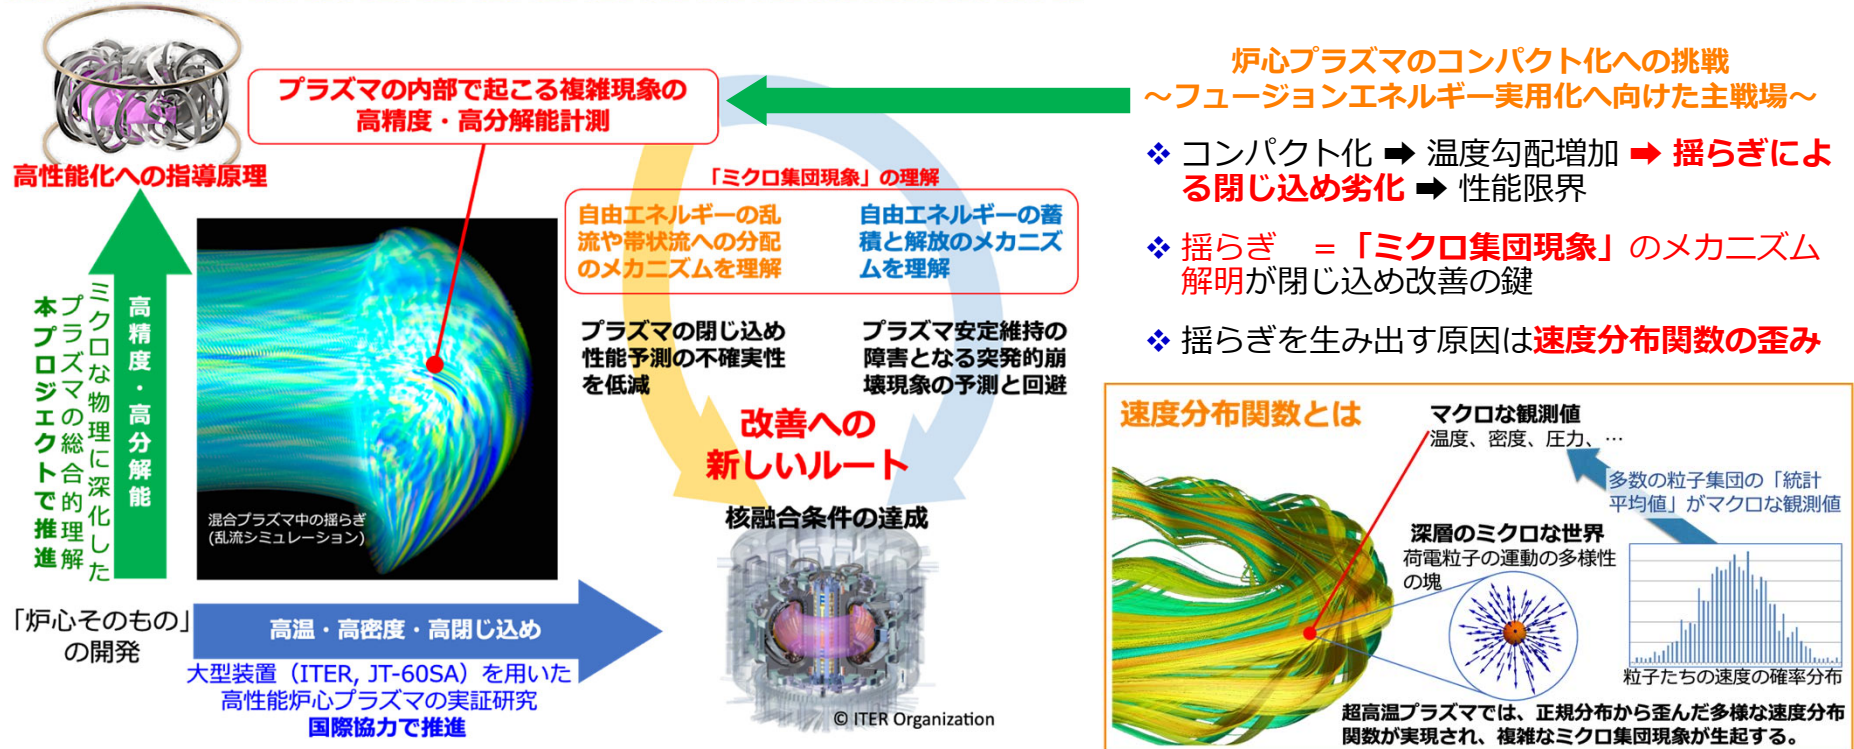 高性能化への指導原理
プラズマの内部で起こる複雑現象の
高精度・高分解能計測
「ミクロ集団現象」の理解
自由エネルギーの乱
流や帯状流への分配
のメカニズムを理解
自由エネルギーの蓄
積と解放のメカニズ
ムを理解
プラズマの閉じ込め
性能予測の不確実性
を低減
プラズマ安定維持の
障害となる突発的崩
壊現象の予測と回避
改善への
新しいルート
核融合条件の達成
© ITER Organization
高精度・高分解能
ミクロな物理に深化した
プラズマの総合的理解
本プロジェクトで推進
混合プラズマ中の揺らぎ
(乱流シミュレーション)
「炉心そのもの」
の開発
高温・高密度・高閉じ込め
大型装置（ITER, JT-60SA）を用いた
高性能炉心プラズマの実証研究
国際協力で推進
炉心プラズマのコンパクト化への挑戦
～フュージョンエネルギー実用化へ向けた主戦場～
❖ コンパクト化 ➡ 温度勾配増加 ➡ 揺らぎによ
る閉じ込め劣化 ➡ 性能限界
❖ 揺らぎ　=「ミクロ集団現象」のメカニズム
解明が閉じ込め改善の鍵
❖ 揺らぎを生み出す原因は速度分布関数の歪み
速度分布関数とは
マクロな観測値
温度、密度、圧力、…
多数の粒子集団の「統計
平均値」がマクロな観測値
深層のミクロな世界
荷電粒子の運動の多様性
の塊
粒子たちの速度の確率分布
超高温プラズマでは、正規分布から歪んだ多様な速度分布
関数が実現され、複雑なミクロ集団現象が生起する。